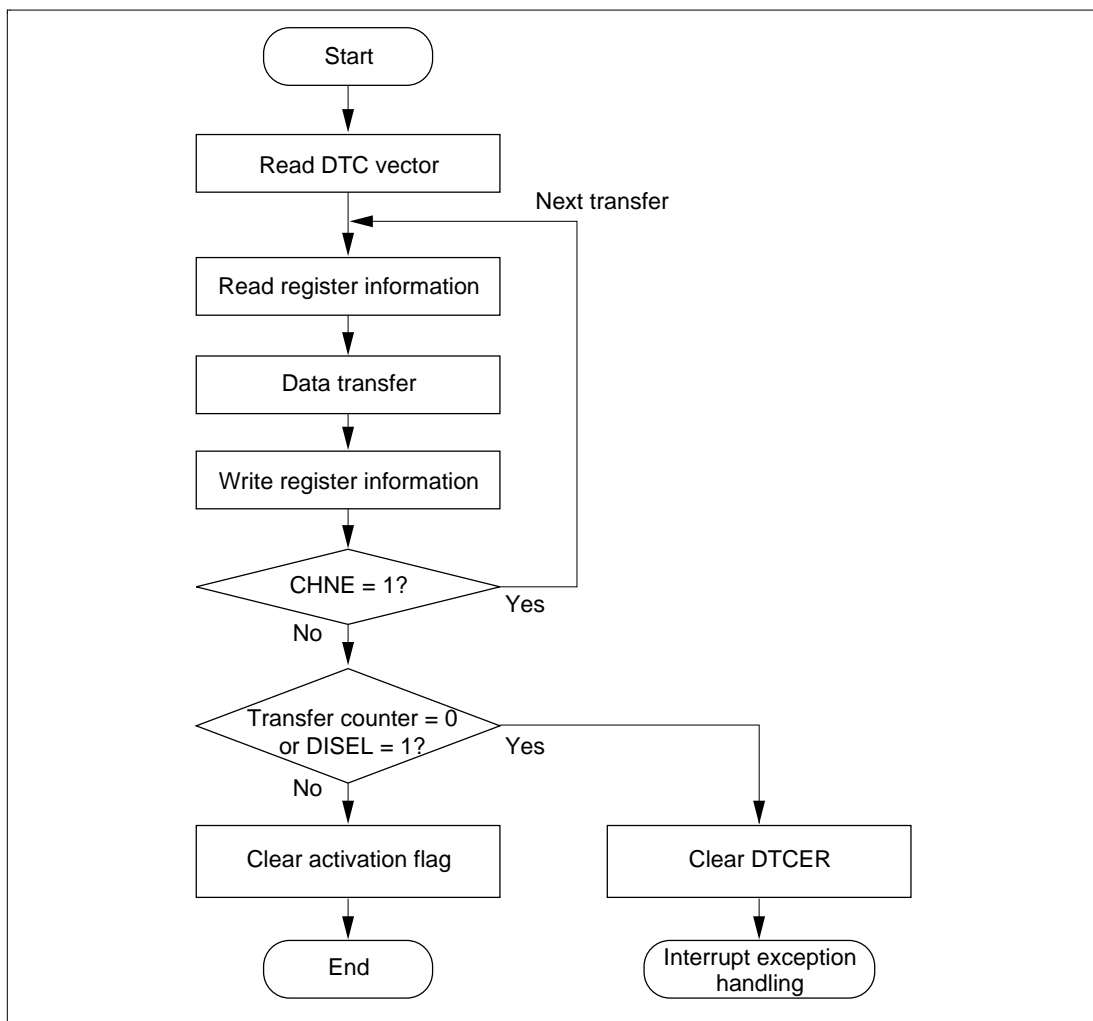 Start
Read DTC vector
Next transfer
Read register information
Data transfer
Write register information
CHNE = 1?
Yes
No
Transfer counter = 0
or DISEL = 1?
Yes
No
Clear activation flag
Clear DTCER
End
Interrupt exception
handling